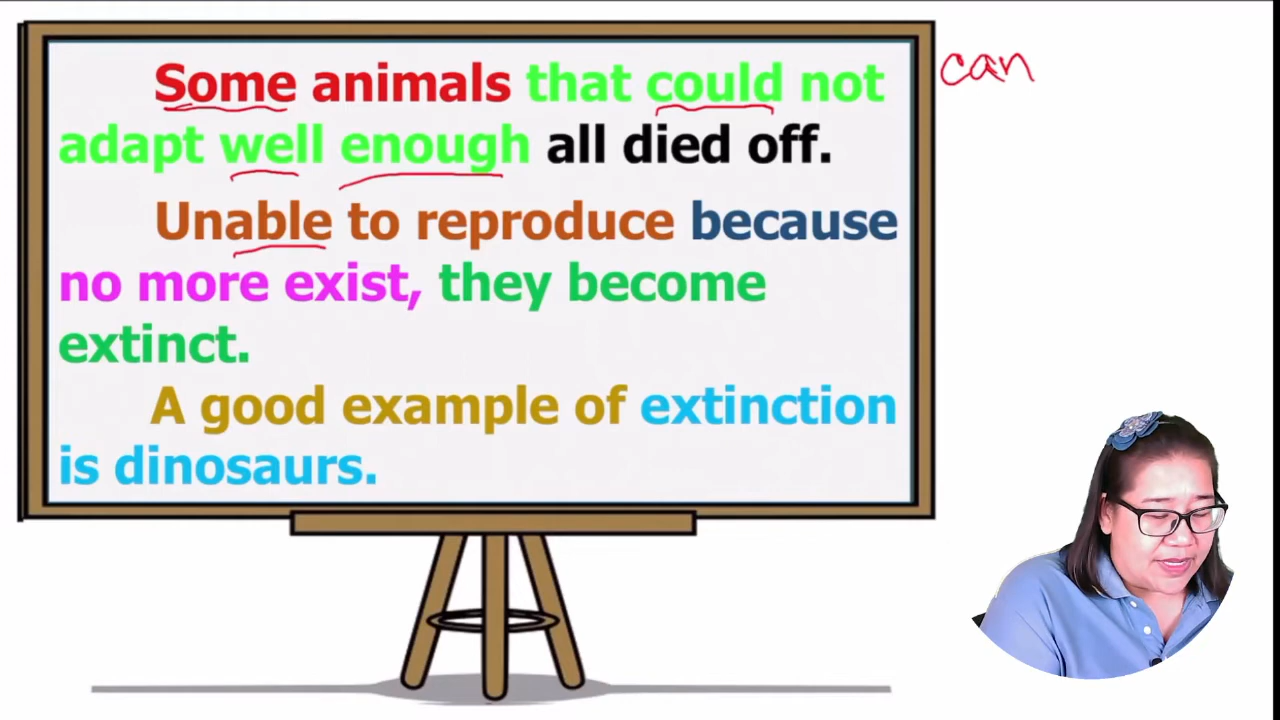 Some animals that could not
adapt well enough all died off.
Unable to reproduce because
no more exist, they become
extinct.
A good example of extinction
is dinosaurs.
can